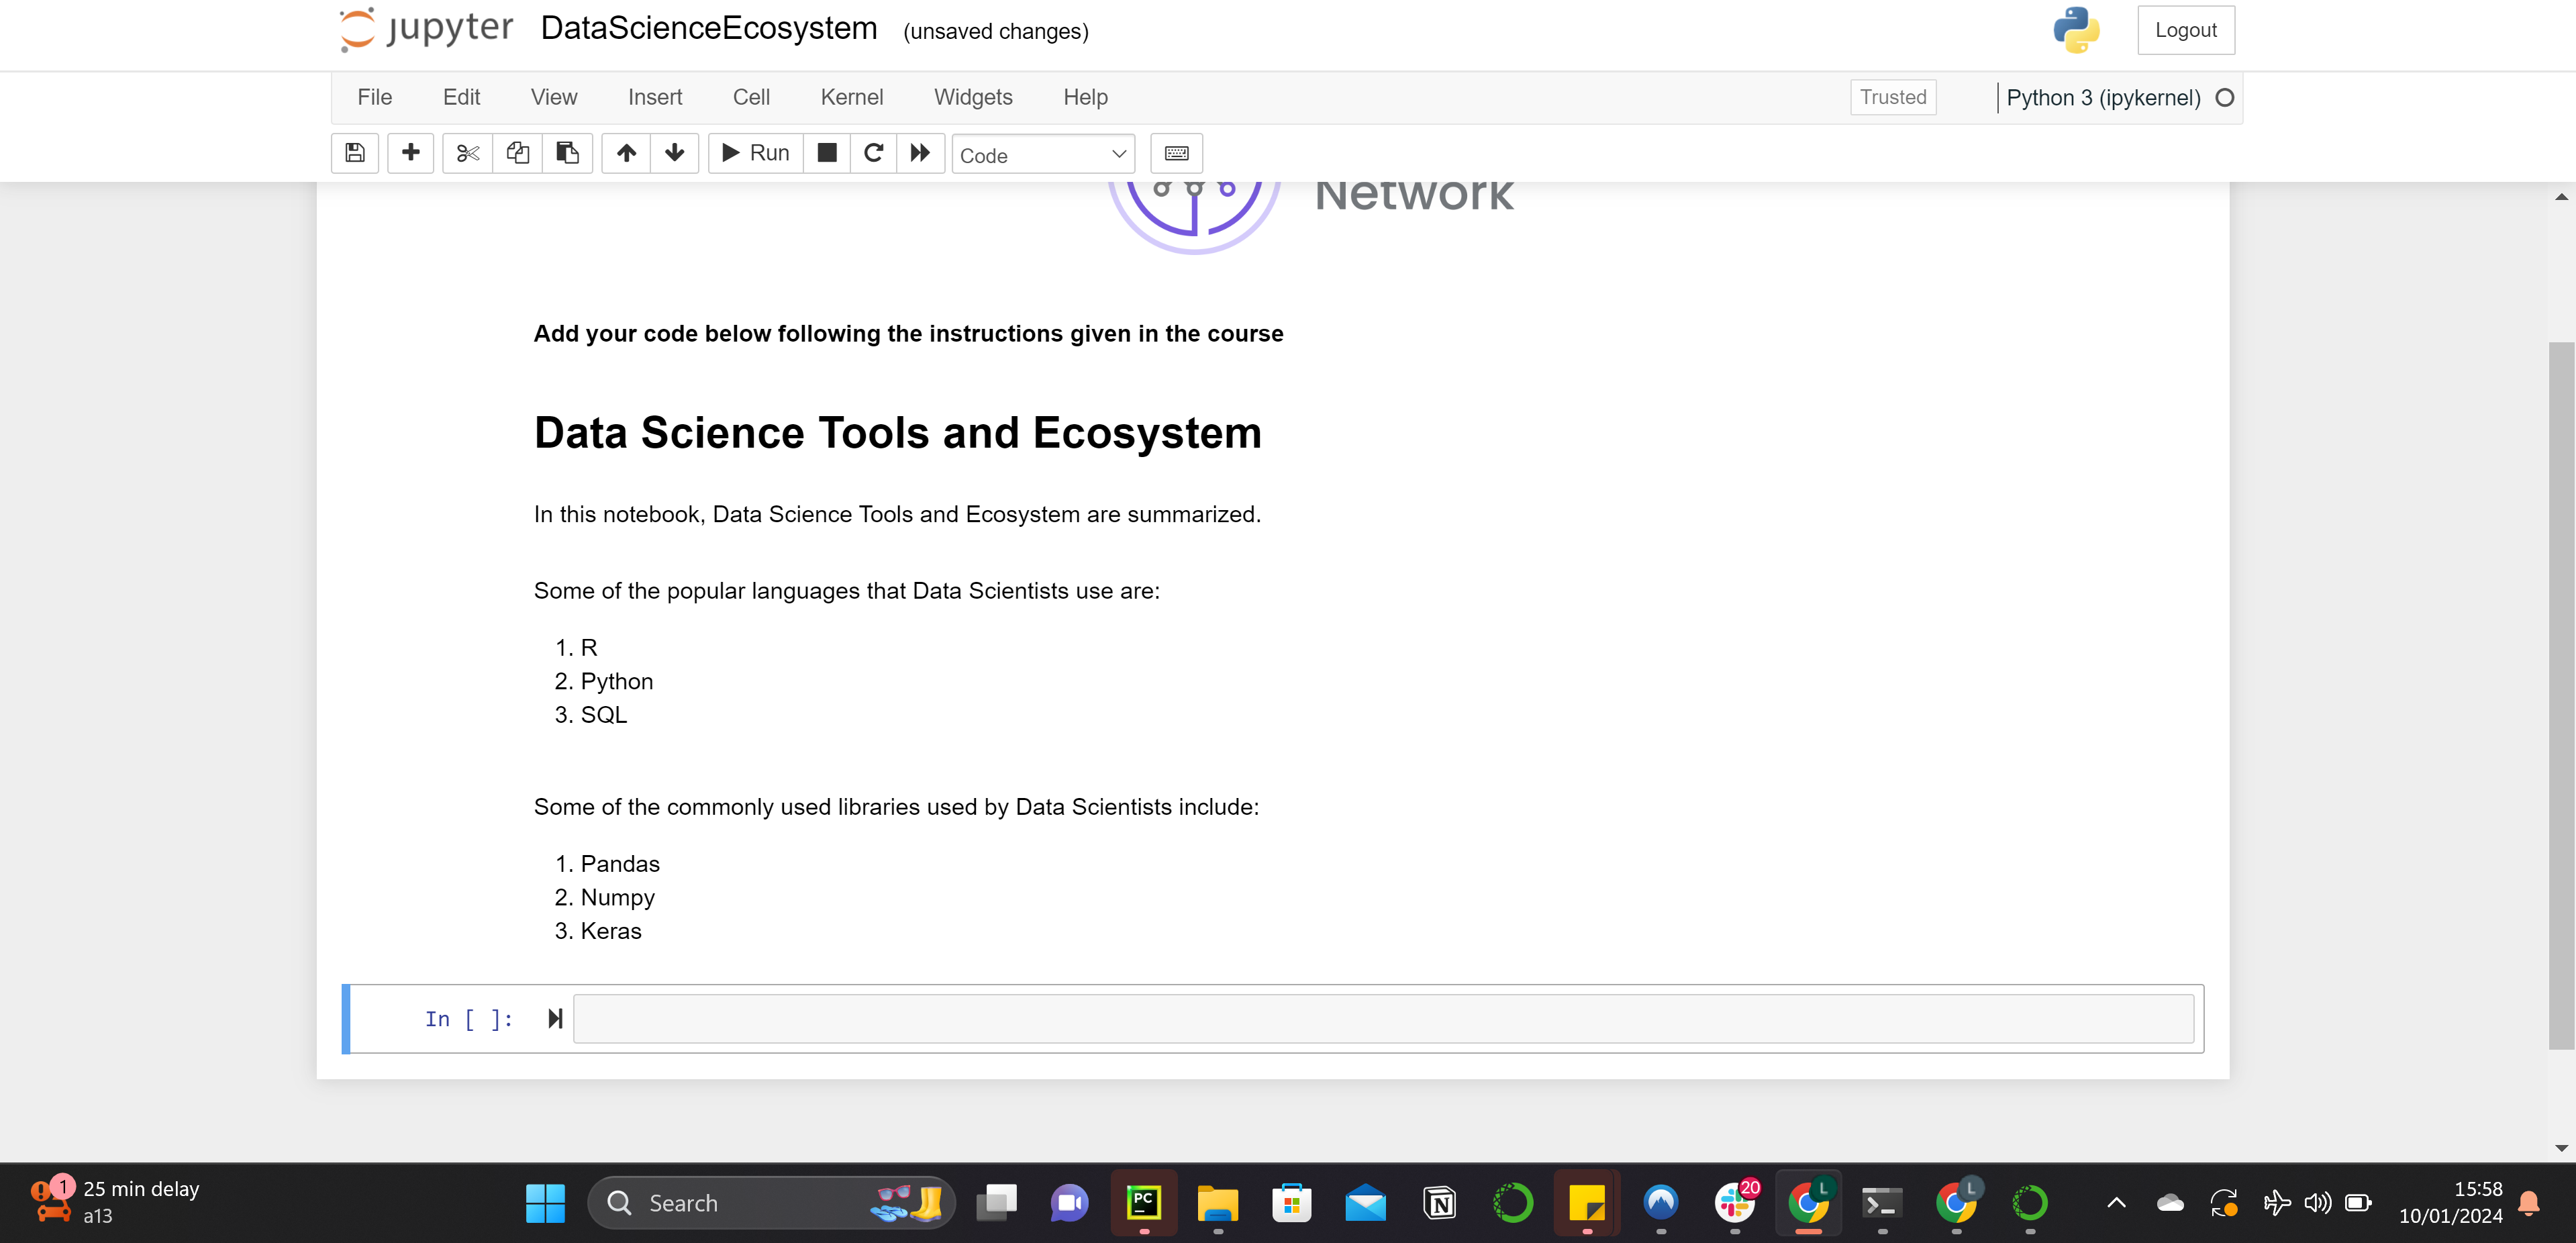 jupyter DataScienceEcosystem (unsaved changes) Logout
File Edit View Insert Cell Kernel Widgets Help Trusted Python 3 (ipykernel)
Run Code
Network
Add your code below following the instructions given in the course
Data Science Tools and Ecosystem
In this notebook, Data Science Tools and Ecosystem are summarized.
Some of the popular languages that Data Scientists use are:
1. R
2. Python
3. SQL
Some of the commonly used libraries used by Data Scientists include:
1. Pandas
2. Numpy
3. Keras
In [ ]:
1 25 min delay
a13
Search
PC
N
20
L
L
15:58
10/01/2024